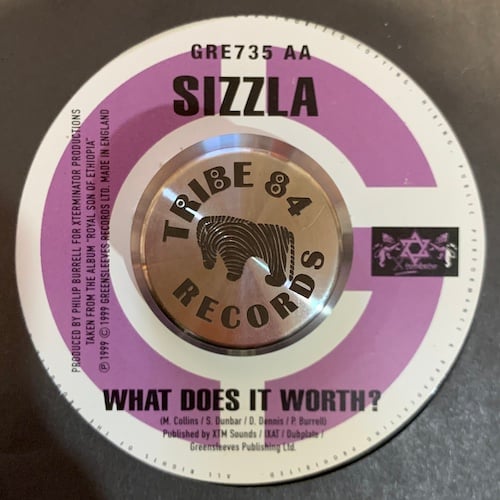 GRE735 AA
SIZZLA
TRIBE 84
RECORDS
PRODUCED BY PHILIP BURRELL FOR XTERMINATOR PRODUCTIONS
TAKEN FROM THE ALBUM "ROYAL SON OF ETHIOPIA"
℗ 1999 © 1999 GREENSLEEVES RECORDS LTD. MADE IN ENGLAND
WHAT DOES IT WORTH?
(M. Collins / S. Dunbar / D. Dennis / P. Burrell)
Published by XTM Sounds / IXAT / Dubplate /
Greensleeves Publishing Ltd.